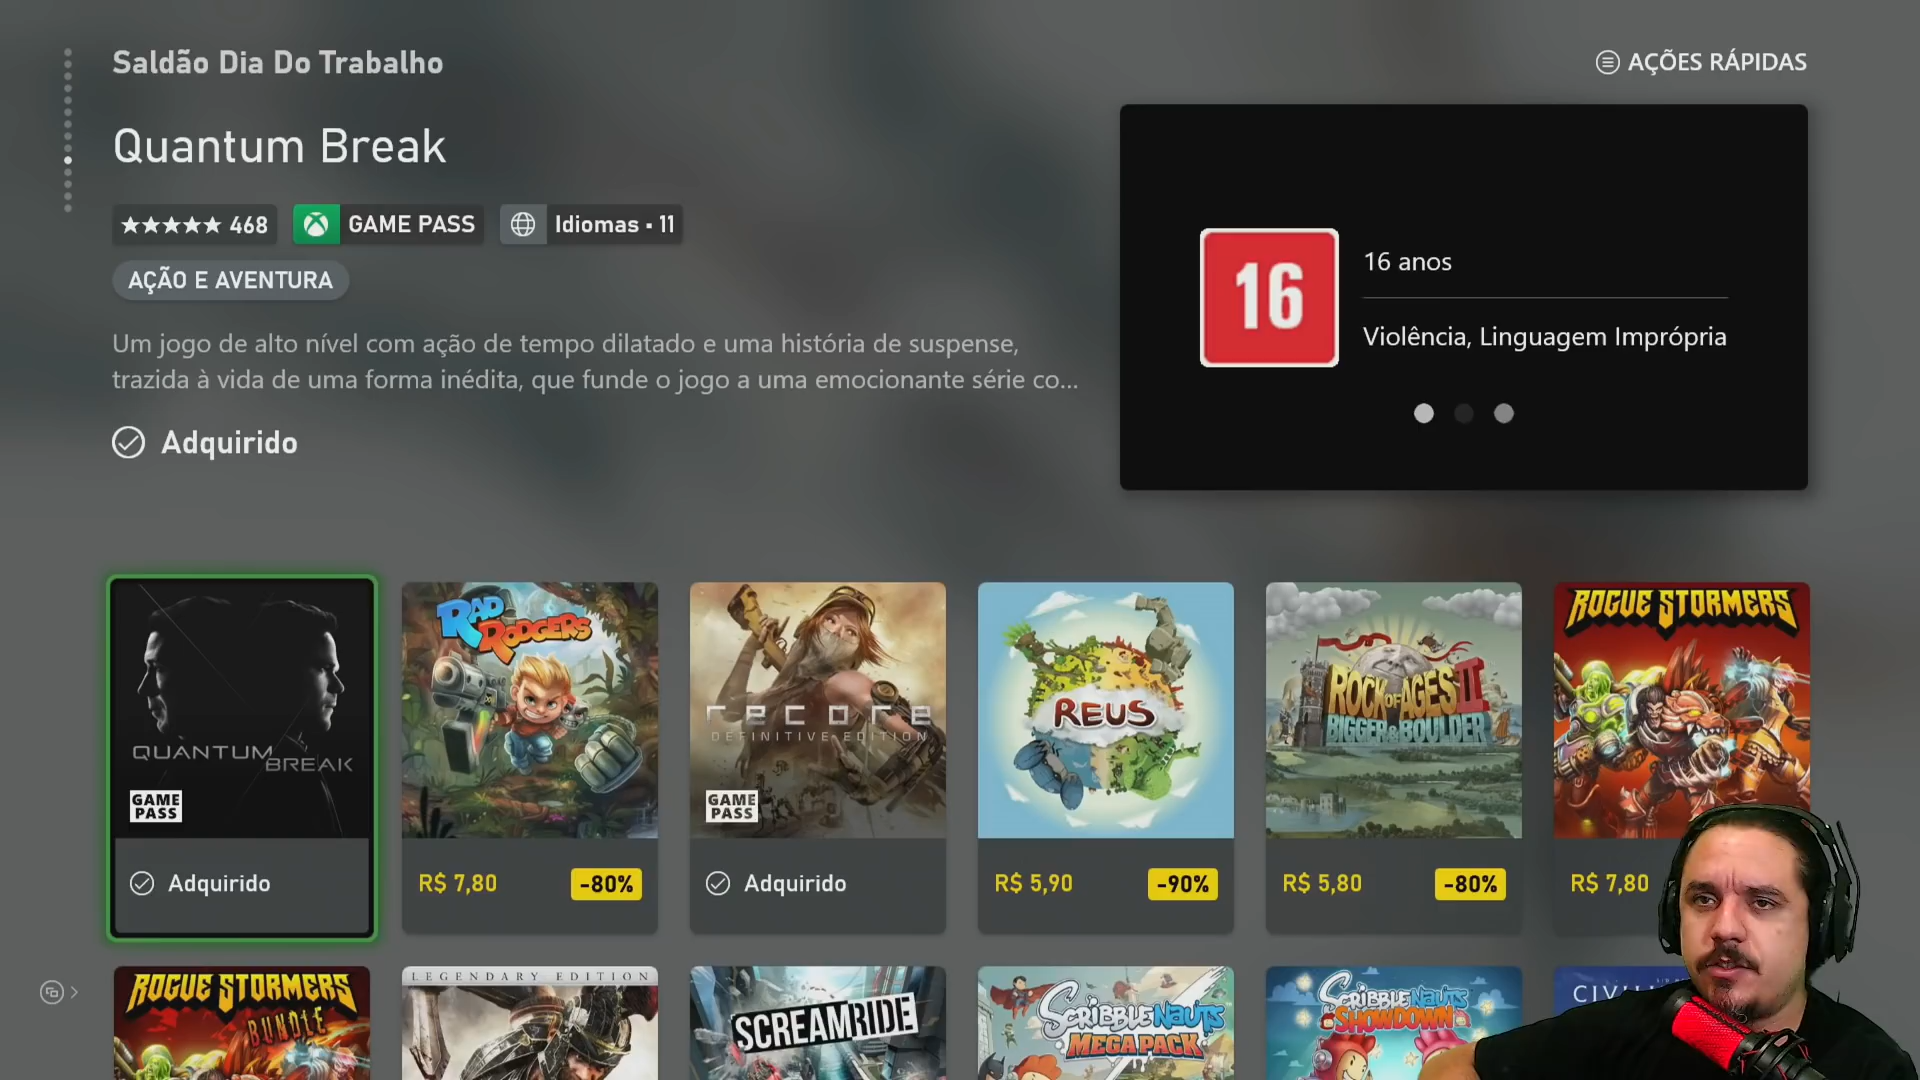 Saldão Dia Do Trabalho
AÇÕES RÁPIDAS
Quantum Break
★★★★★ 468
GAME PASS
Idiomas • 11
AÇÃO E AVENTURA
Um jogo de alto nível com ação de tempo dilatado e uma história de suspense,
trazida à vida de uma forma inédita, que funde o jogo a uma emocionante série co...
Adquirido
16
16 anos
Violência, Linguagem Imprópria
QUANTUM BREAK
GAME PASS
Adquirido
RAD RODGERS
R$ 7,80
-80%
recore
DEFINITIVE EDITION
GAME PASS
Adquirido
REUS
R$ 5,90
-90%
ROCK OF AGES II
BIGGER & BOULDER
R$ 5,80
-80%
ROGUE STORMERS
R$ 7,80
ROGUE STORMERS
BUNDLE
LEGENDARY EDITION
SCREAMRIDE
SCRIBBLENAUTS
MEGA PACK
SCRIBBLENAUTS
SHOWDOWN